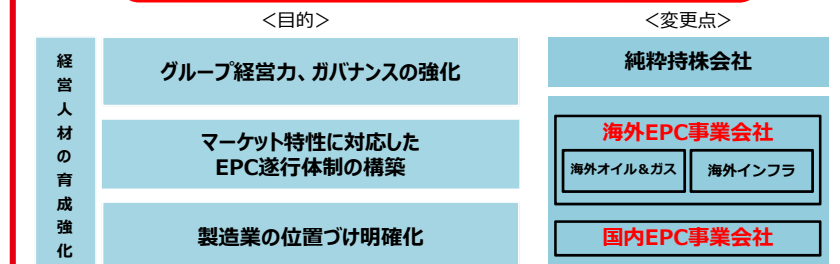 <目的>
<変更点>
経営人材の育成強化
グループ経営力、ガバナンスの強化
マーケット特性に対応した
EPC遂行体制の構築
製造業の位置づけ明確化
純粋持株会社
海外EPC事業会社
海外オイル&ガス
海外インフラ
国内EPC事業会社